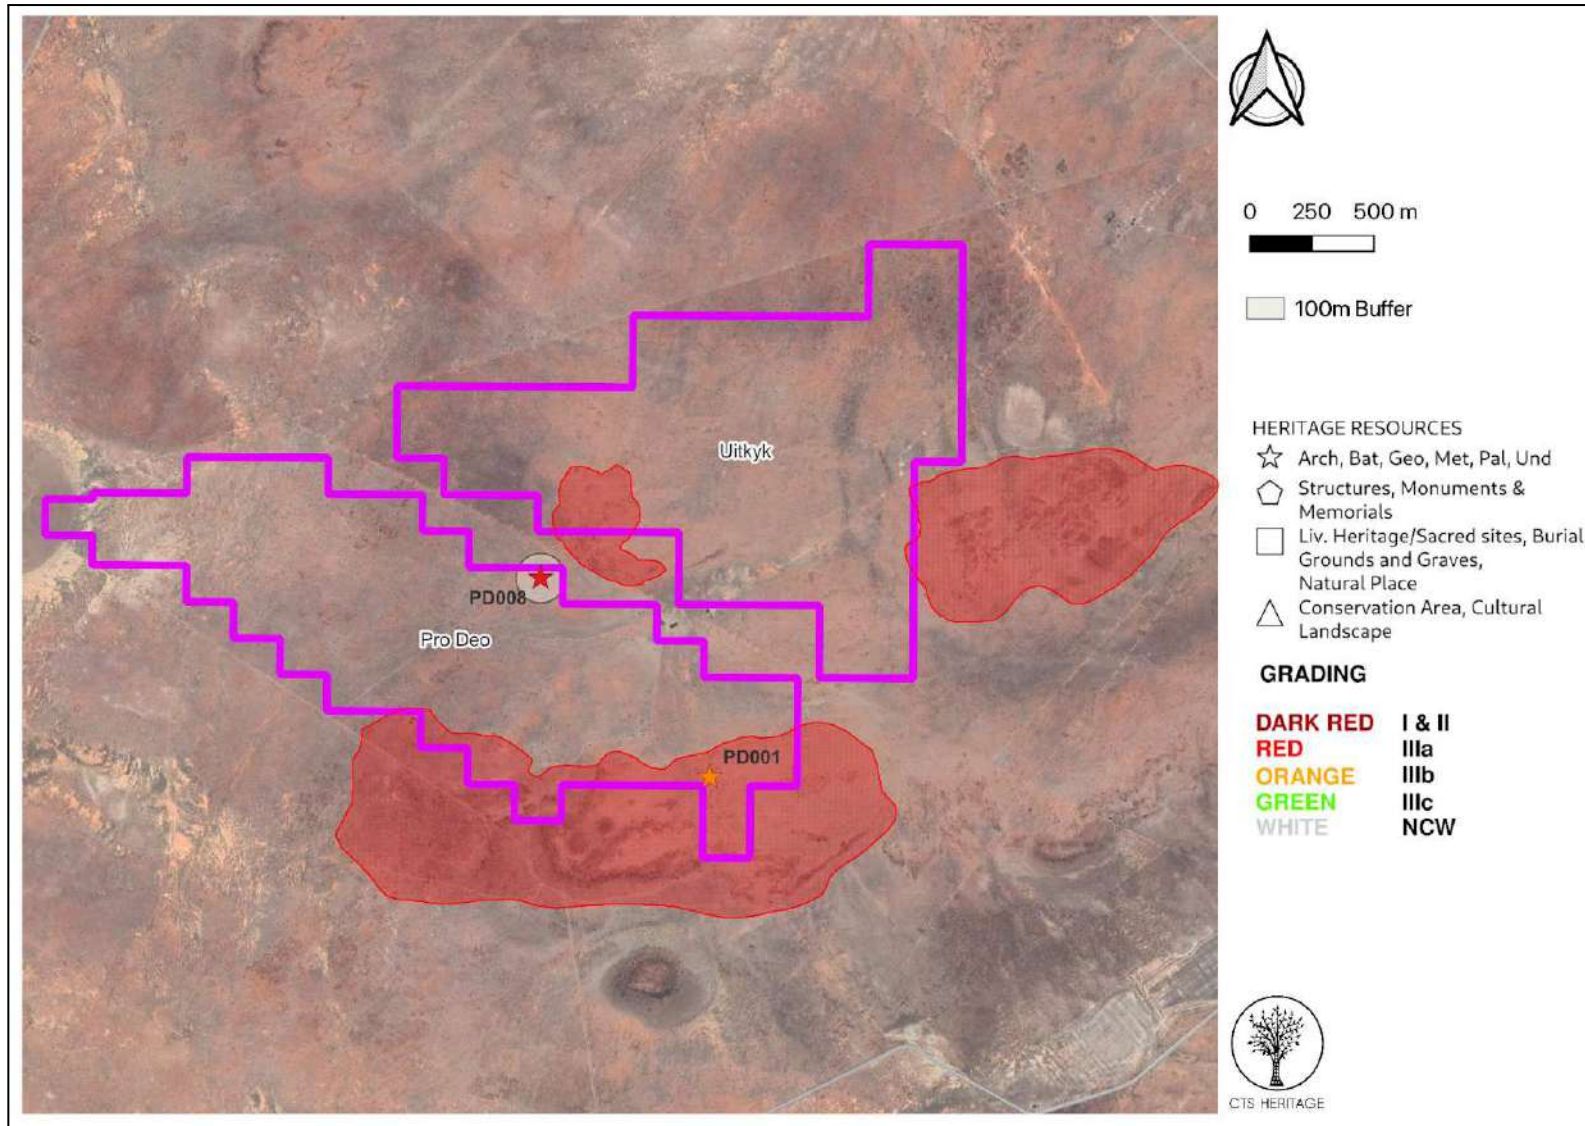 0 250 500 m
100m Buffer
HERITAGE RESOURCES
Arch, Bat, Geo, Met, Pal, Und
Structures, Monuments &
Memorials
Liv. Heritage/Sacred sites, Burial
Grounds and Graves,
Natural Place
Conservation Area, Cultural
Landscape
GRADING
DARK RED I & II
RED IIIa
ORANGE IIIb
GREEN IIIc
WHITE NCW
CTS HERITAGE
Uitkyk
PD008
Pro Deo
PD001